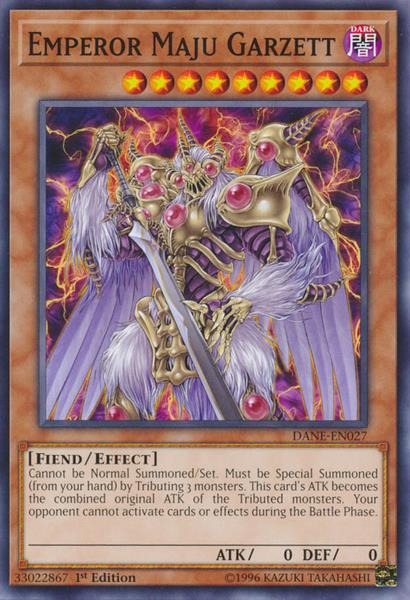 EMPEROR MAJU GARZETT
DARK
闇
DANE-EN027
[FIEND/EFFECT]
Cannot be Normal Summoned/Set. Must be Special Summoned
(from your hand) by Tributing 3 monsters. This card's ATK becomes
the combined original ATK of the Tributed monsters. Your
opponent cannot activate cards or effects during the Battle Phase.
ATK/ 0 DEF/ 0
33022867 1st Edition ©1996 KAZUKI TAKAHASHI